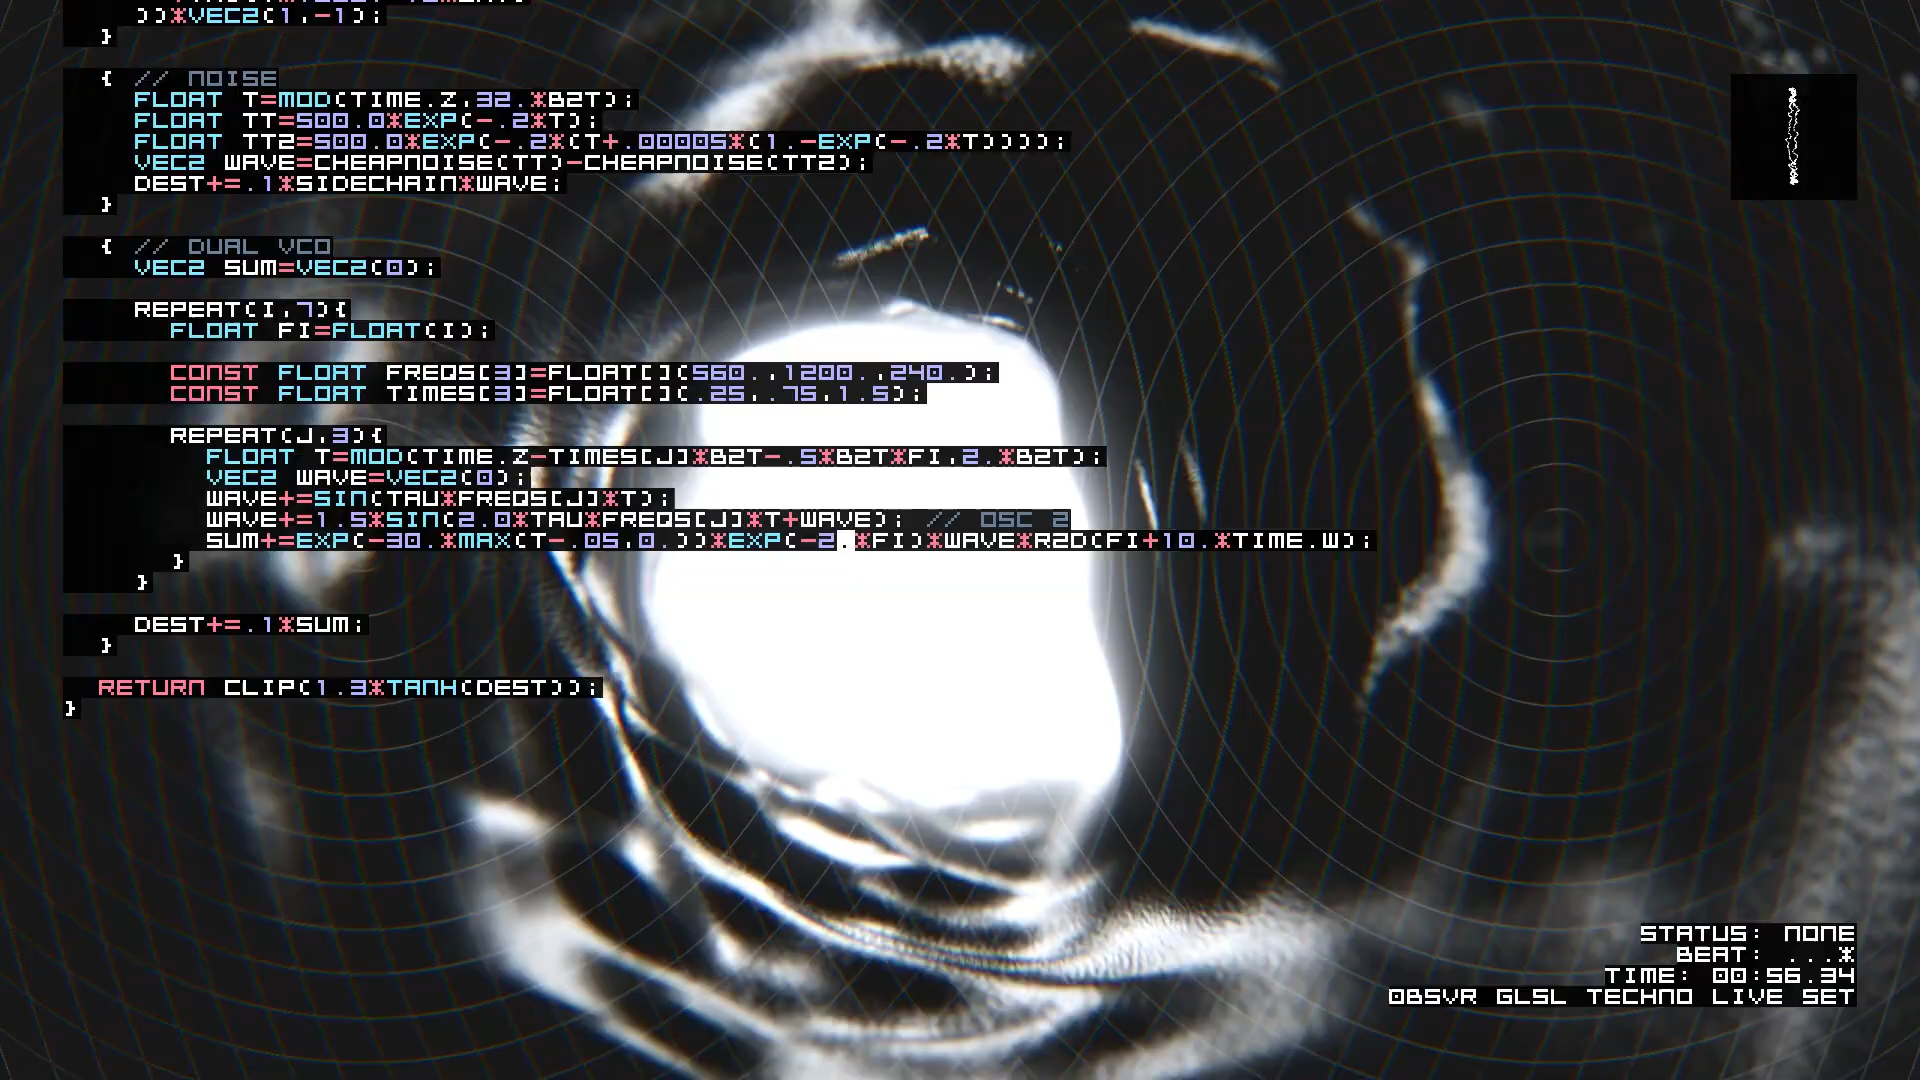 ))*VEC2(1,-1);
}
{ // NOISE
FLOAT T=MOD(TIME.Z,32.*B2T);
FLOAT TT=500.0*EXP(-.2*T);
FLOAT TT2=500.0*EXP(-.2*(T+.00005*(1.-EXP(-.2*T))));
VEC2 WAVE=CHEAPNOISE(TT)-CHEAPNOISE(TT2);
DEST+=.1*SIDECHAIN*WAVE;
}
{ // DUAL VCO
VEC2 SUM=VEC2(0);
REPEAT(I,7){
FLOAT FI=FLOAT(I);
CONST FLOAT FREQS[3]=FLOAT[](560.,1200.,240.);
CONST FLOAT TIMES[3]=FLOAT[](.25,.75,1.5);
REPEAT(J,3){
FLOAT T=MOD(TIME.Z-TIMES[J]*B2T-.5*B2T*FI,2.*B2T);
VEC2 WAVE=VEC2(0);
WAVE+=SIN(TAU*FREQS[J]*T);
WAVE+=1.5*SIN(2.0*TAU*FREQS[J]*T+WAVE); // OSC 2
SUM+=EXP(-30.*MAX(T-.05,0.))*EXP(-2.*FI)*WAVE*R2D(FI+10.*TIME.W);
}
}
DEST+=.1*SUM;
}
RETURN CLIP(1.3*TANH(DEST));
}
STATUS: NONE
BEAT: ...*
TIME: 00:56.34
0BSVR GLSL TECHNO LIVE SET